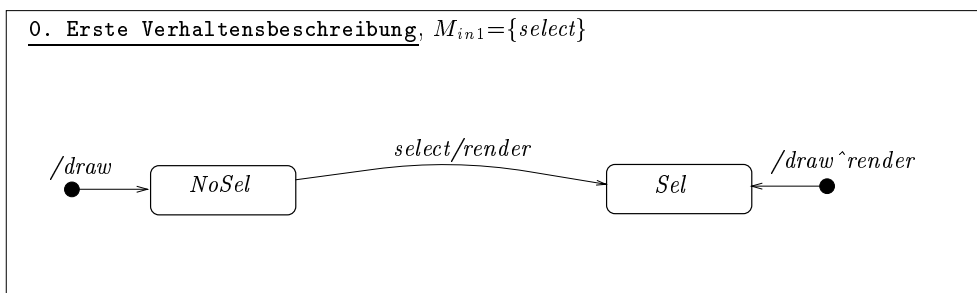 0. Erste Verhaltensbeschreibung, M_in1={select}
select/render
/draw
/draw^render
NoSel
Sel